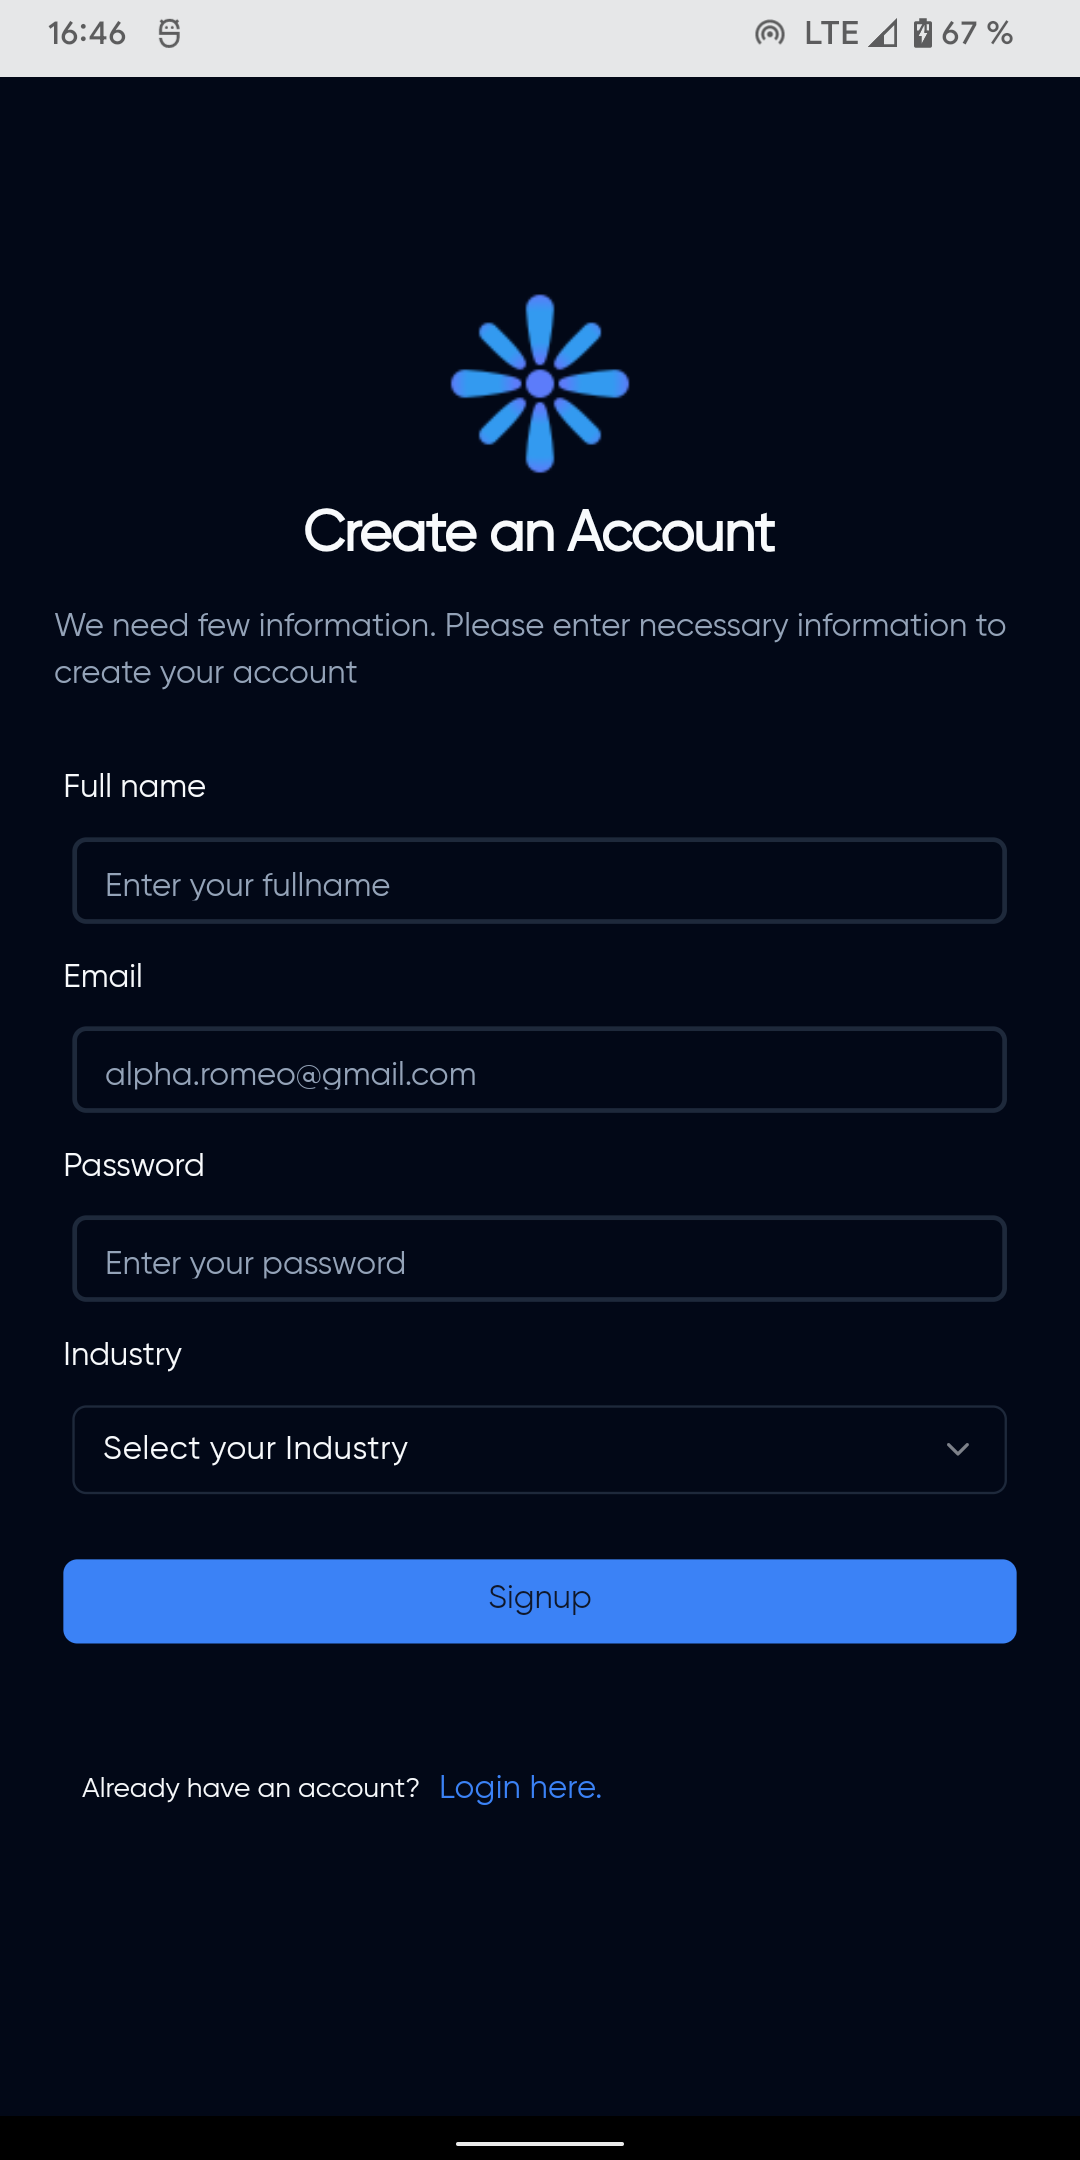 16:46 LTE 67 %
Create an Account
We need few information. Please enter necessary information to
create your account
Full name
Enter your fullname
Email
alpha.romeo@gmail.com
Password
Enter your password
Industry
Select your Industry
Signup
Already have an account? Login here.